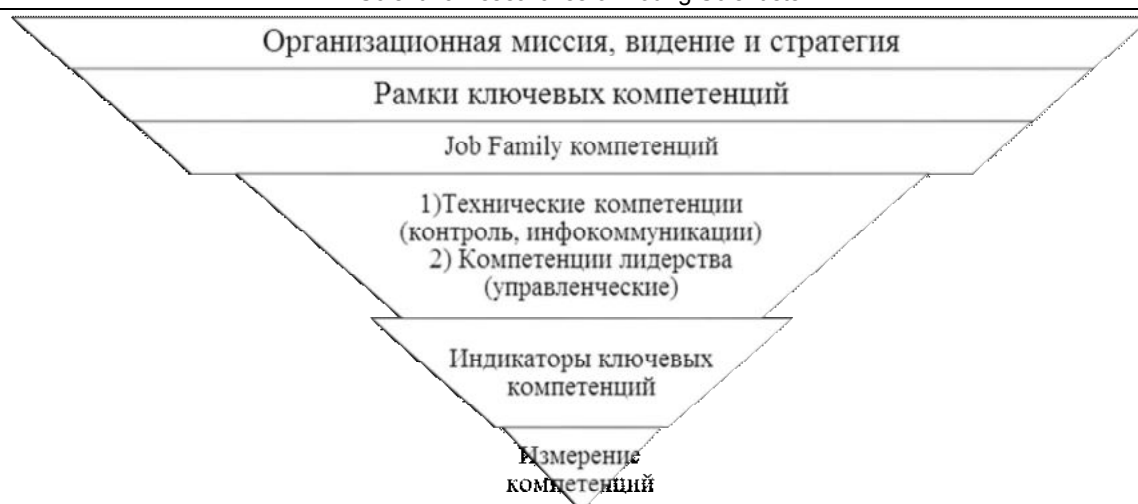 Организационная миссия, видение и стратегия
Рамки ключевых компетенций
Job Family компетенций
1)Технические компетенции
(контроль, инфокоммуникации)
2) Компетенции лидерства
(управленческие)
Индикаторы ключевых
компетенций
Измерение
компетенций